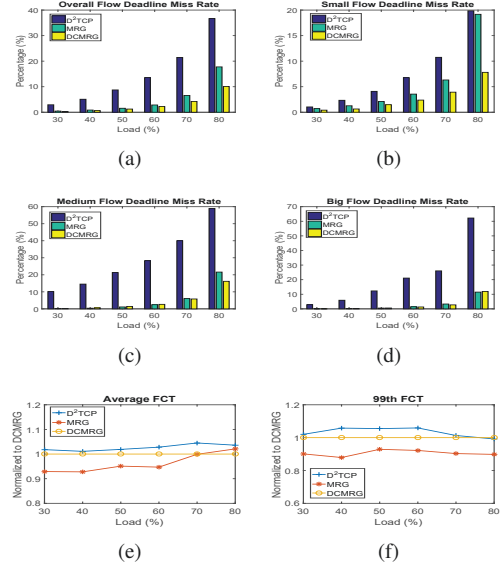 Overall Flow Deadline Miss Rate
40
30
20
10
0
Percentage (%)
D²TCP
MRG
DCMRG
30 40 50 60 70 80
Load (%)
(a)
Small Flow Deadline Miss Rate
20
15
10
5
0
Percentage (%)
D²TCP
MRG
DCMRG
30 40 50 60 70 80
Load (%)
(b)
Medium Flow Deadline Miss Rate
60
50
40
30
20
10
0
Percentage (%)
D²TCP
MRG
DCMRG
30 40 50 60 70 80
Load (%)
(c)
Big Flow Deadline Miss Rate
70
60
50
40
30
20
10
0
Percentage (%)
D²TCP
MRG
DCMRG
30 40 50 60 70 80
Load (%)
(d)
Average FCT
1.2
1.1
1
0.9
0.8
0.7
0.6
Normalized to DCMRG
D²TCP
MRG
DCMRG
30 40 50 60 70 80
Load (%)
(e)
99th FCT
1.2
1
0.8
0.6
Normalized to DCMRG
D²TCP
MRG
DCMRG
30 40 50 60 70 80
Load (%)
(f)